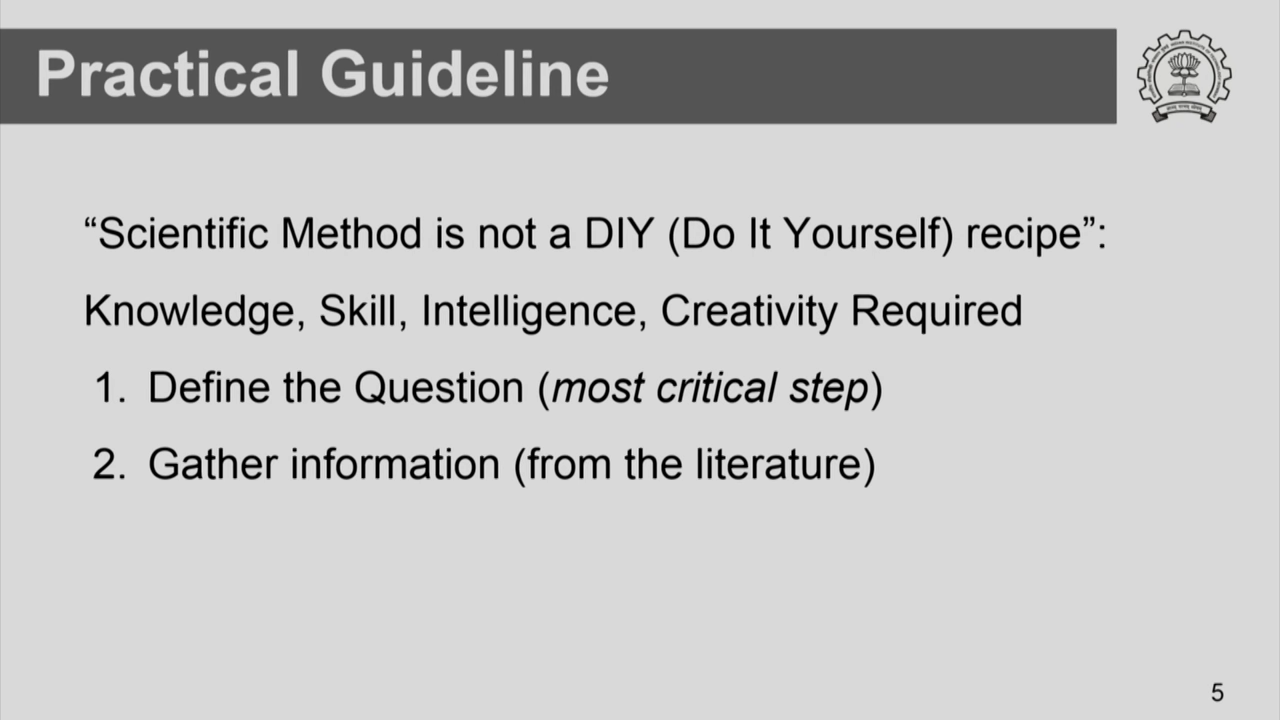 Practical Guideline
“Scientific Method is not a DIY (Do It Yourself) recipe”:
Knowledge, Skill, Intelligence, Creativity Required
1. Define the Question (most critical step)
2. Gather information (from the literature)
5